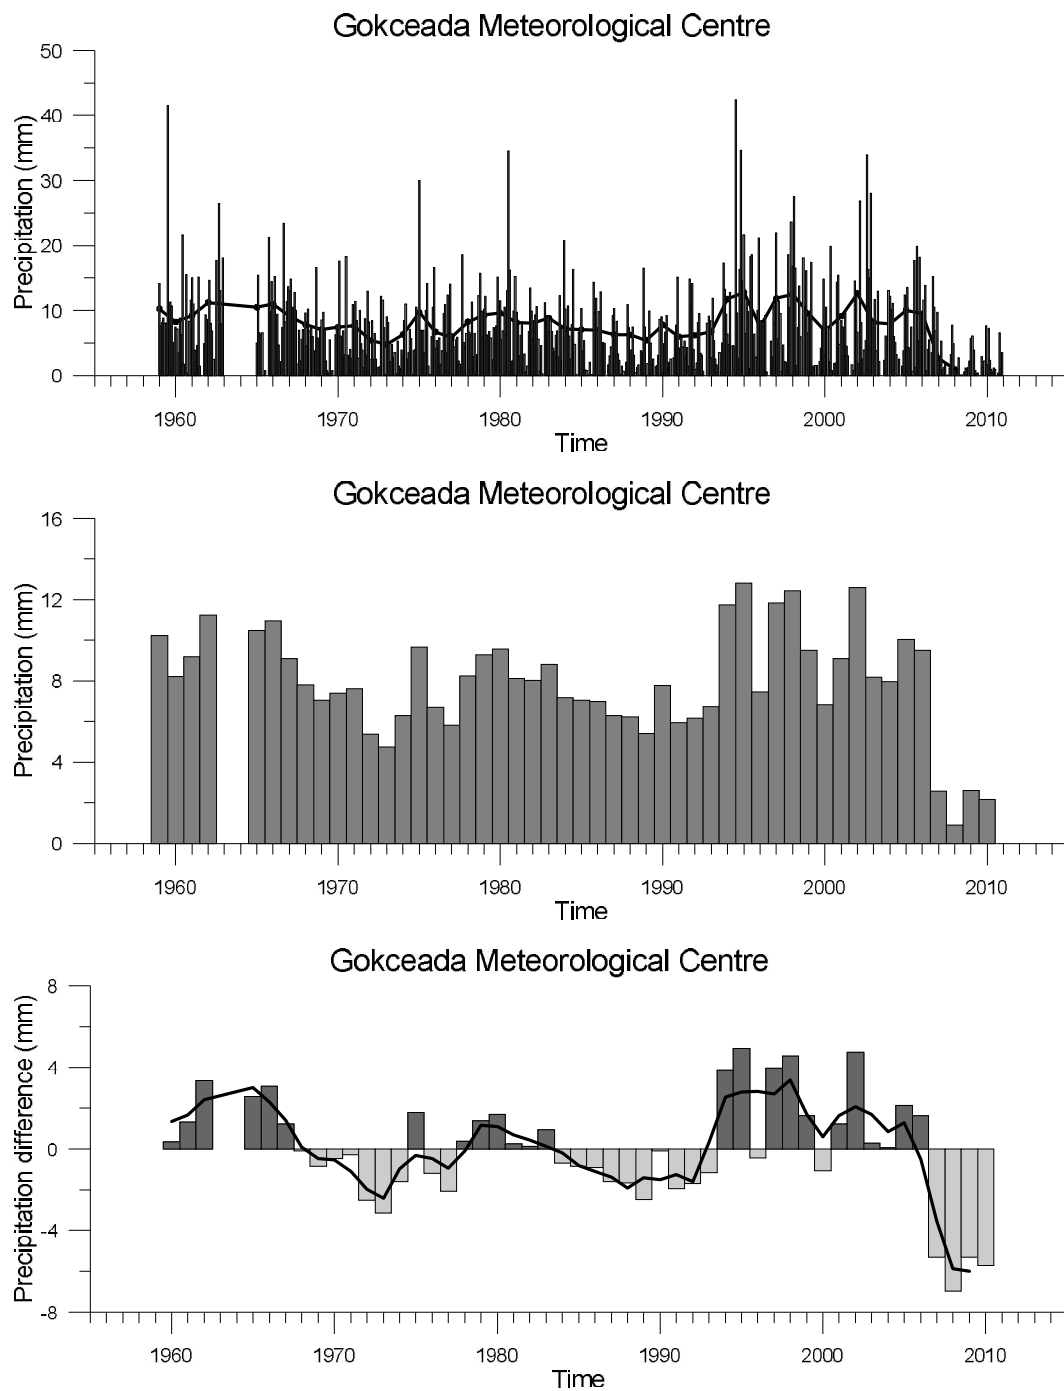 Gokceada Meteorological Centre
Precipitation (mm)
50
40
30
20
10
0
1960 1970 1980 1990 2000 2010
Time
Gokceada Meteorological Centre
Precipitation (mm)
16
12
8
4
0
1960 1970 1980 1990 2000 2010
Time
Gokceada Meteorological Centre
Precipitation difference (mm)
8
4
0
-4
-8
1960 1970 1980 1990 2000 2010
Time